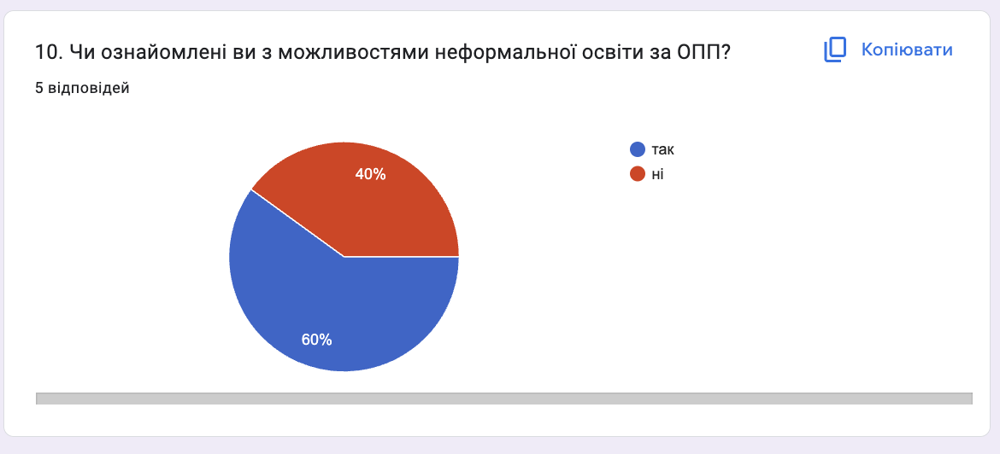 10. Чи ознайомлені ви з можливостями неформальної освіти за ОПП?
Копіювати
5 відповідей
так
ні
40%
60%